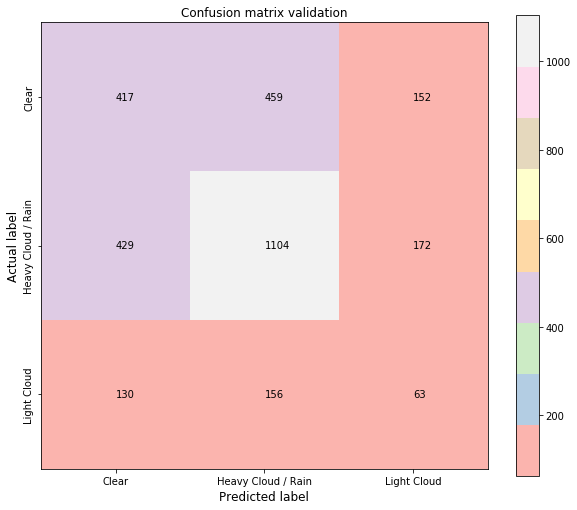 Confusion matrix validation
Actual label
Clear
417 459 152
Heavy Cloud / Rain
429 1104 172
Light Cloud
130 156 63
Clear Heavy Cloud / Rain Light Cloud
Predicted label
1000
800
600
400
200